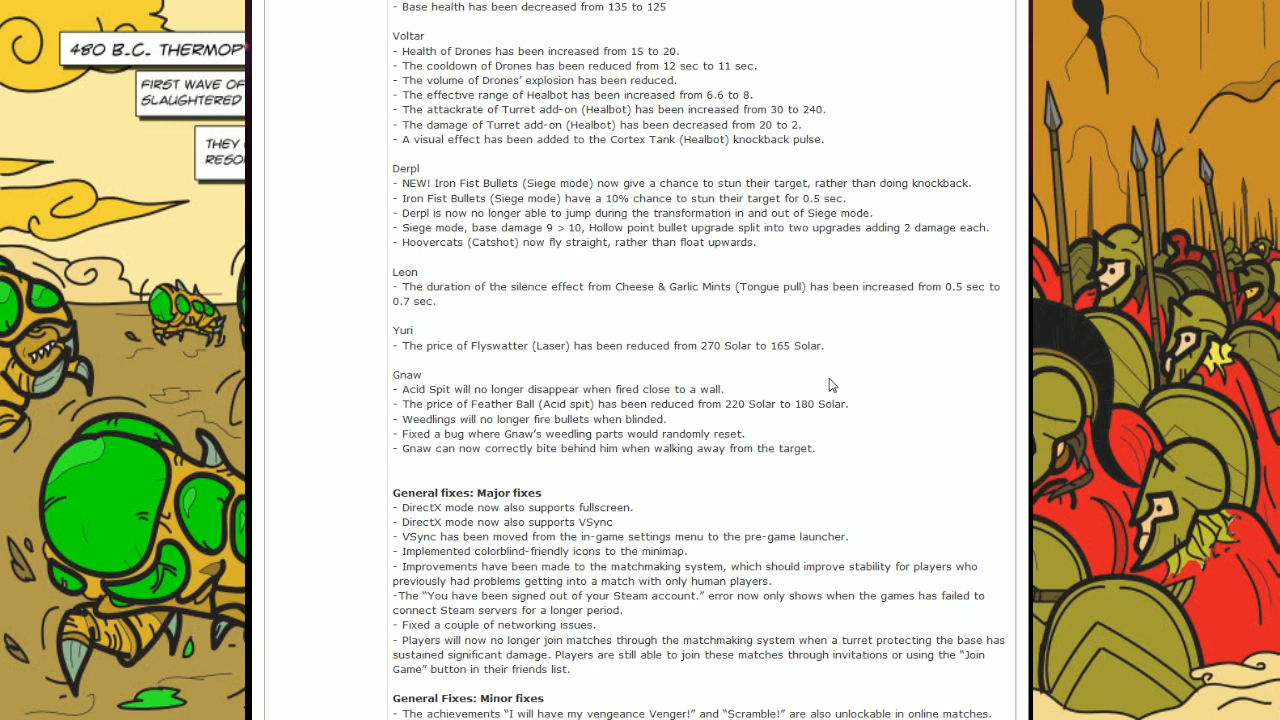 480 B.C. THERMOP
FIRST WAVE OF
SLAUGHTERED
THEY
RESO
- Base health has been decreased from 135 to 125
Voltar
- Health of Drones has been increased from 15 to 20.
- The cooldown of Drones has been reduced from 12 sec to 11 sec.
- The volume of Drones’ explosion has been reduced.
- The effective range of Healbot has been increased from 6.6 to 8.
- The attackrate of Turret add-on (Healbot) has been increased from 30 to 240.
- The damage of Turret add-on (Healbot) has been decreased from 20 to 2.
- A visual effect has been added to the Cortex Tank (Healbot) knockback pulse.
Derpl
- NEW! Iron Fist Bullets (Siege mode) now give a chance to stun their target, rather than doing knockback.
- Iron Fist Bullets (Siege mode) have a 10% chance to stun their target for 0.5 sec.
- Derpl is now no longer able to jump during the transformation in and out of Siege mode.
- Siege mode, base damage 9 > 10, Hollow point bullet upgrade split into two upgrades adding 2 damage each.
- Hoovercats (Catshot) now fly straight, rather than float upwards.
Leon
- The duration of the silence effect from Cheese & Garlic Mints (Tongue pull) has been increased from 0.5 sec to
0.7 sec.
Yuri
- The price of Flyswatter (Laser) has been reduced from 270 Solar to 165 Solar.
Gnaw
- Acid Spit will no longer disappear when fired close to a wall.
- The price of Feather Ball (Acid spit) has been reduced from 220 Solar to 180 Solar.
- Weedlings will no longer fire bullets when blinded.
- Fixed a bug where Gnaw’s weedling parts would randomly reset.
- Gnaw can now correctly bite behind him when walking away from the target.
General fixes: Major fixes
- DirectX mode now also supports fullscreen.
- DirectX mode now also supports VSync
- VSync has been moved from the in-game settings menu to the pre-game launcher.
- Implemented colorblind-friendly icons to the minimap.
- Improvements have been made to the matchmaking system, which should improve stability for players who
previously had problems getting into a match with only human players.
-The “You have been signed out of your Steam account.” error now only shows when the games has failed to
connect Steam servers for a longer period.
- Fixed a couple of networking issues.
- Players will now no longer join matches through the matchmaking system when a turret protecting the base has
sustained significant damage. Players are still able to join these matches through invitations or using the “Join
Game” button in their friends list.
General Fixes: Minor fixes
- The achievements “I will have my vengeance Venger!” and “Scramble!” are also unlockable in online matches.